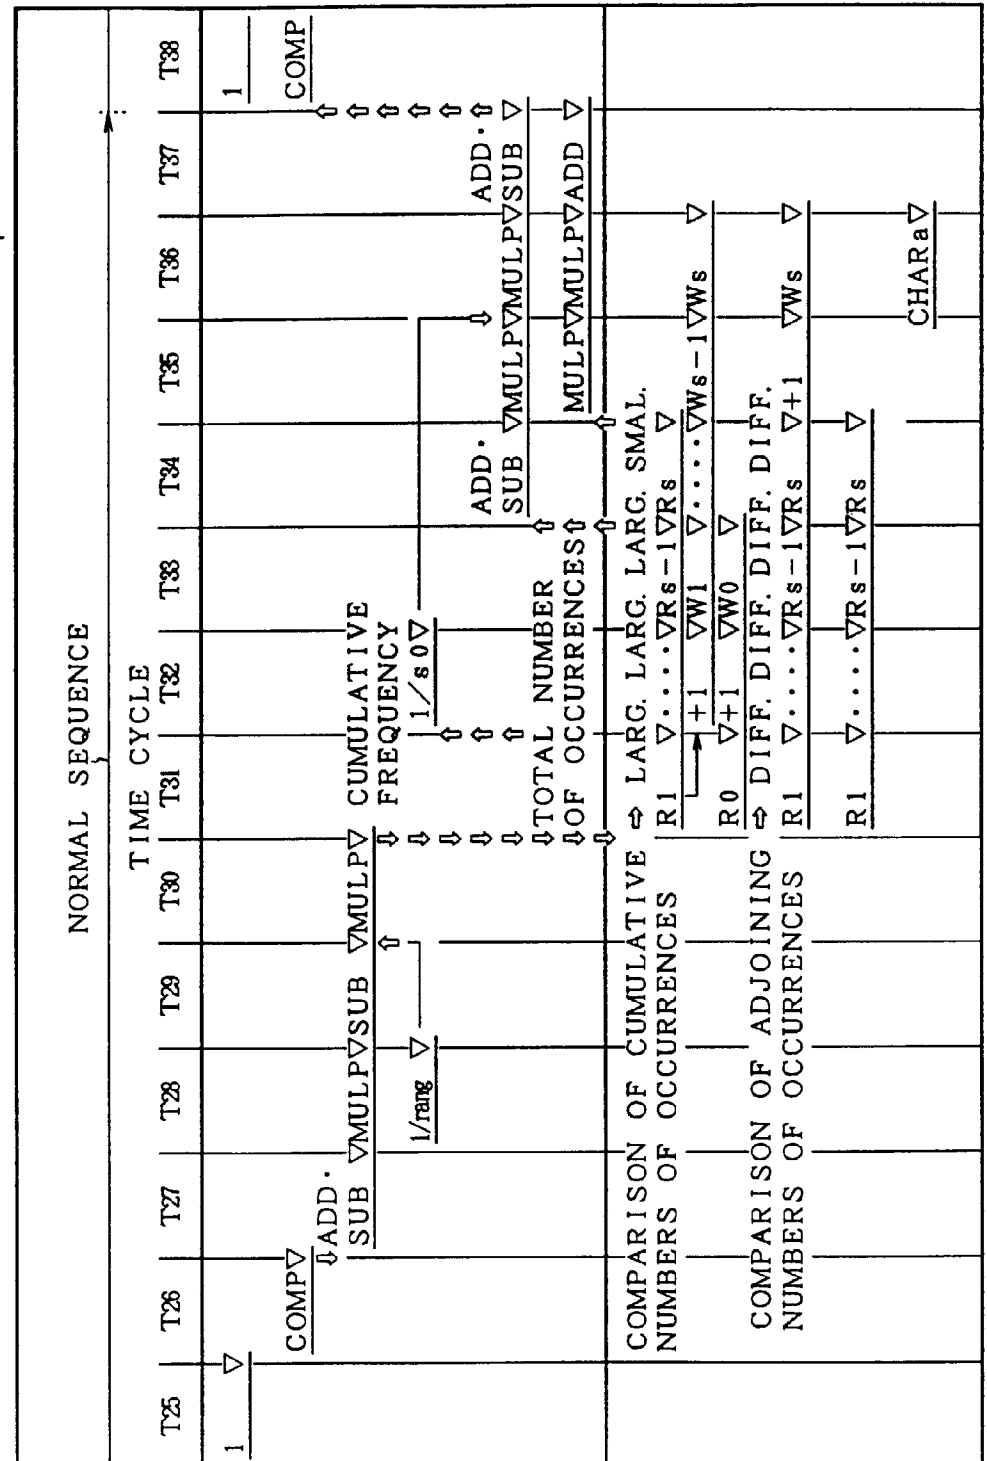 NORMAL SEQUENCE
TIME CYCLE
T25 T26 T27 T28 T29 T30 T31 T32 T33 T34 T35 T36 T37 T38
1 ▽ 1
COMP▽ COMP
⇩ADD·
SUB ▽MULP▽SUB ▽MULP▽
1/rang ▽
CUMULATIVE
FREQUENCY
1/s0▽
ADD· ADD·
SUB ▽MULP▽MULP▽MULP▽SUB ▽
TOTAL NUMBER
OF OCCURRENCES
MULP▽MULP▽ADD ▽
COMPARISON OF CUMULATIVE ⇨ LARG. LARG. LARG. SMAL.
NUMBERS OF OCCURRENCES
R1 ▽·····▽Rs-1▽Rs ▽
+1 ▽W1 ▽·····▽Ws-1▽Ws ▽
R0 ▽+1 ▽W0 ▽
COMPARISON OF ADJOINING ⇨ DIFF. DIFF. DIFF. DIFF.
NUMBERS OF OCCURRENCES
R1 ▽·····▽Rs-1▽Rs ▽+1 ▽Ws ▽
R1 ▽·····▽Rs-1▽Rs ▽
CHARa▽